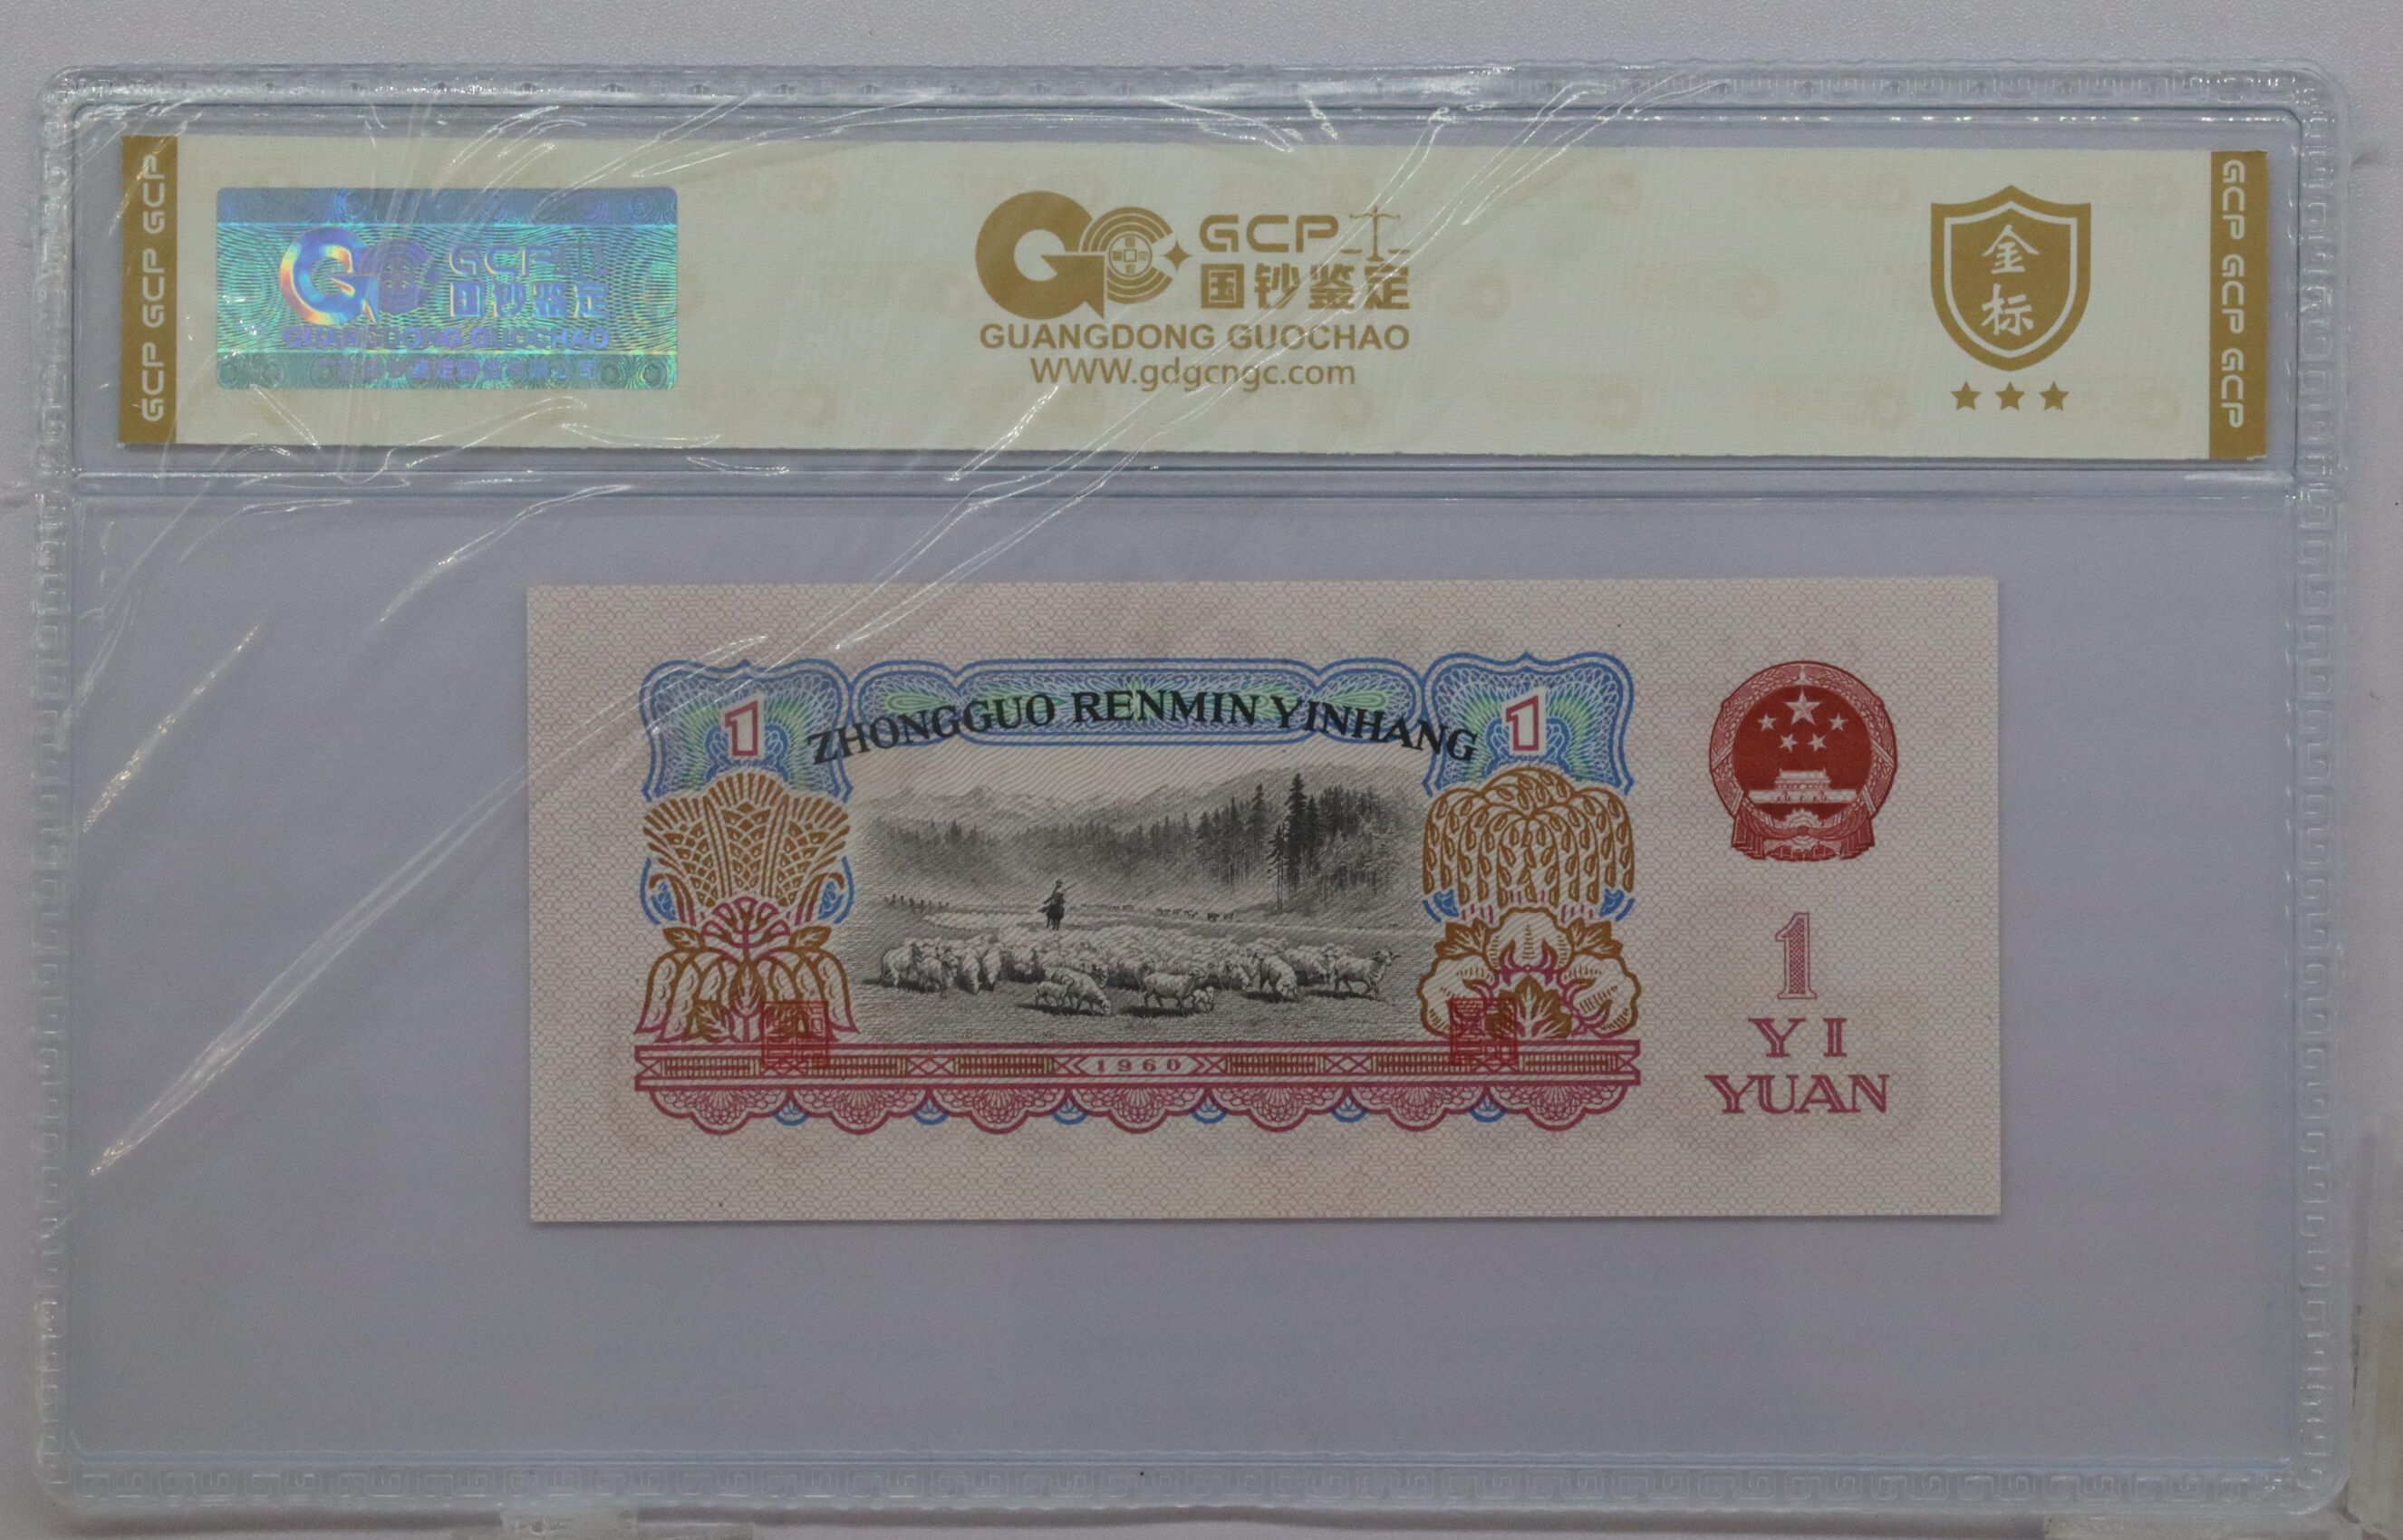 GCP GCP GCP
GCP
国钞鉴定
GUANGDONG GUOCHAO
GCP
国钞鉴定
GUANGDONG GUOCHAO
WWW.gdgcngc.com
金
标
GCP GCP GCP
ZHONGGUO RENMIN YINHANG
1
1
1
YI
YUAN
1960